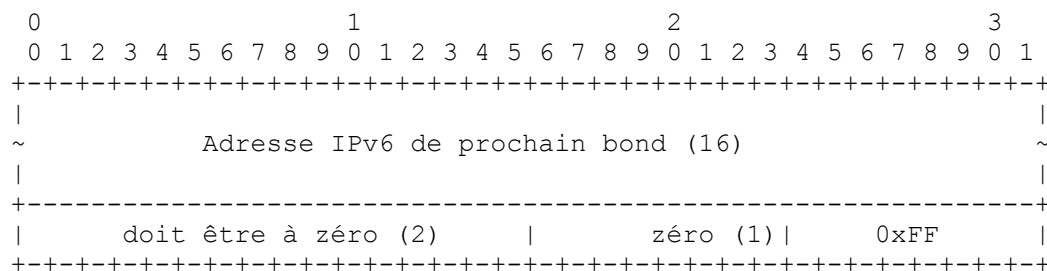 0                   1                   2                   3
 0 1 2 3 4 5 6 7 8 9 0 1 2 3 4 5 6 7 8 9 0 1 2 3 4 5 6 7 8 9 0 1
+-+-+-+-+-+-+-+-+-+-+-+-+-+-+-+-+-+-+-+-+-+-+-+-+-+-+-+-+-+-+-+-+
|                                                               |
~           Adresse IPv6 de prochain bond (16)                  ~
|                                                               |
+---------------------------------------------------------------+
|      doit être à zéro (2)     |       zéro (1)|     0xFF      |
+-+-+-+-+-+-+-+-+-+-+-+-+-+-+-+-+-+-+-+-+-+-+-+-+-+-+-+-+-+-+-+-+